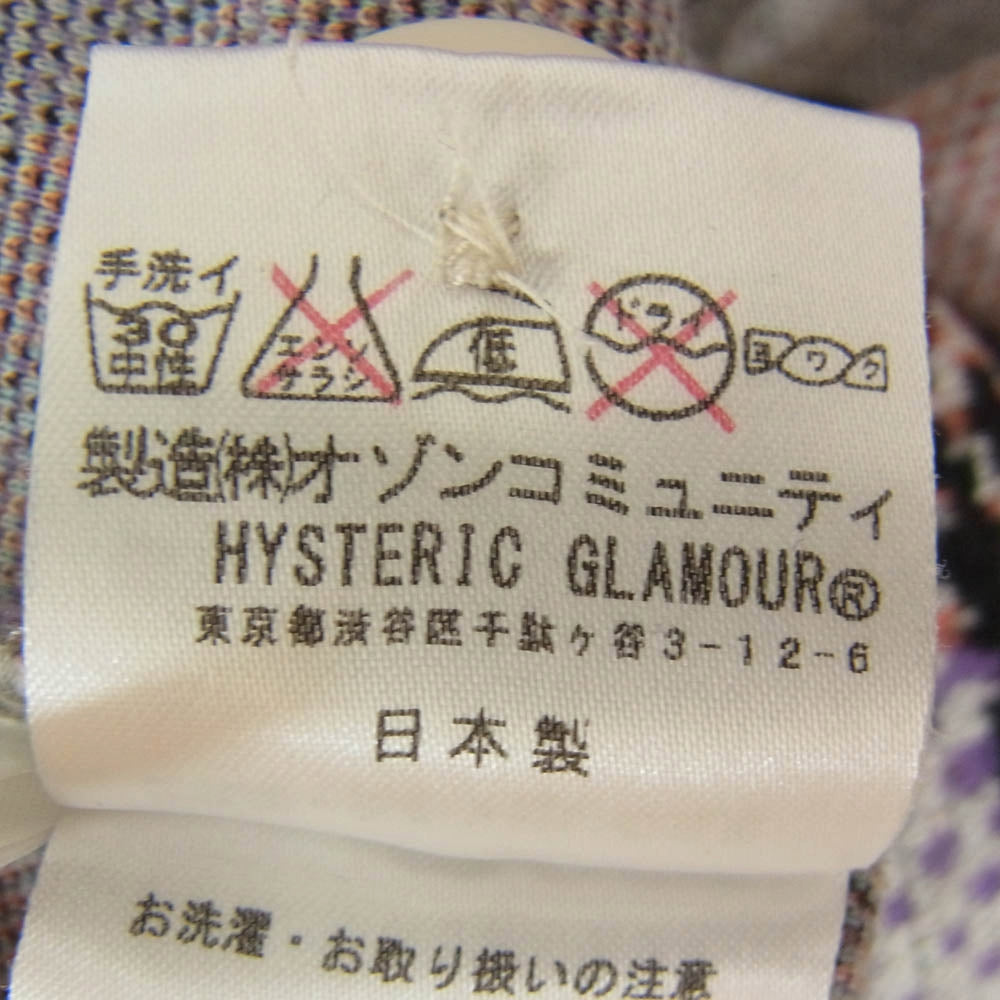 手洗イ
30
中性
エンソ
サラシ
低
ドライ
ヨワク
製造(株)オゾンコミュニティ
HYSTERIC GLAMOUR®
東京都渋谷区千駄ヶ谷3-12-6
日本製
お洗濯・お取り扱いの注意